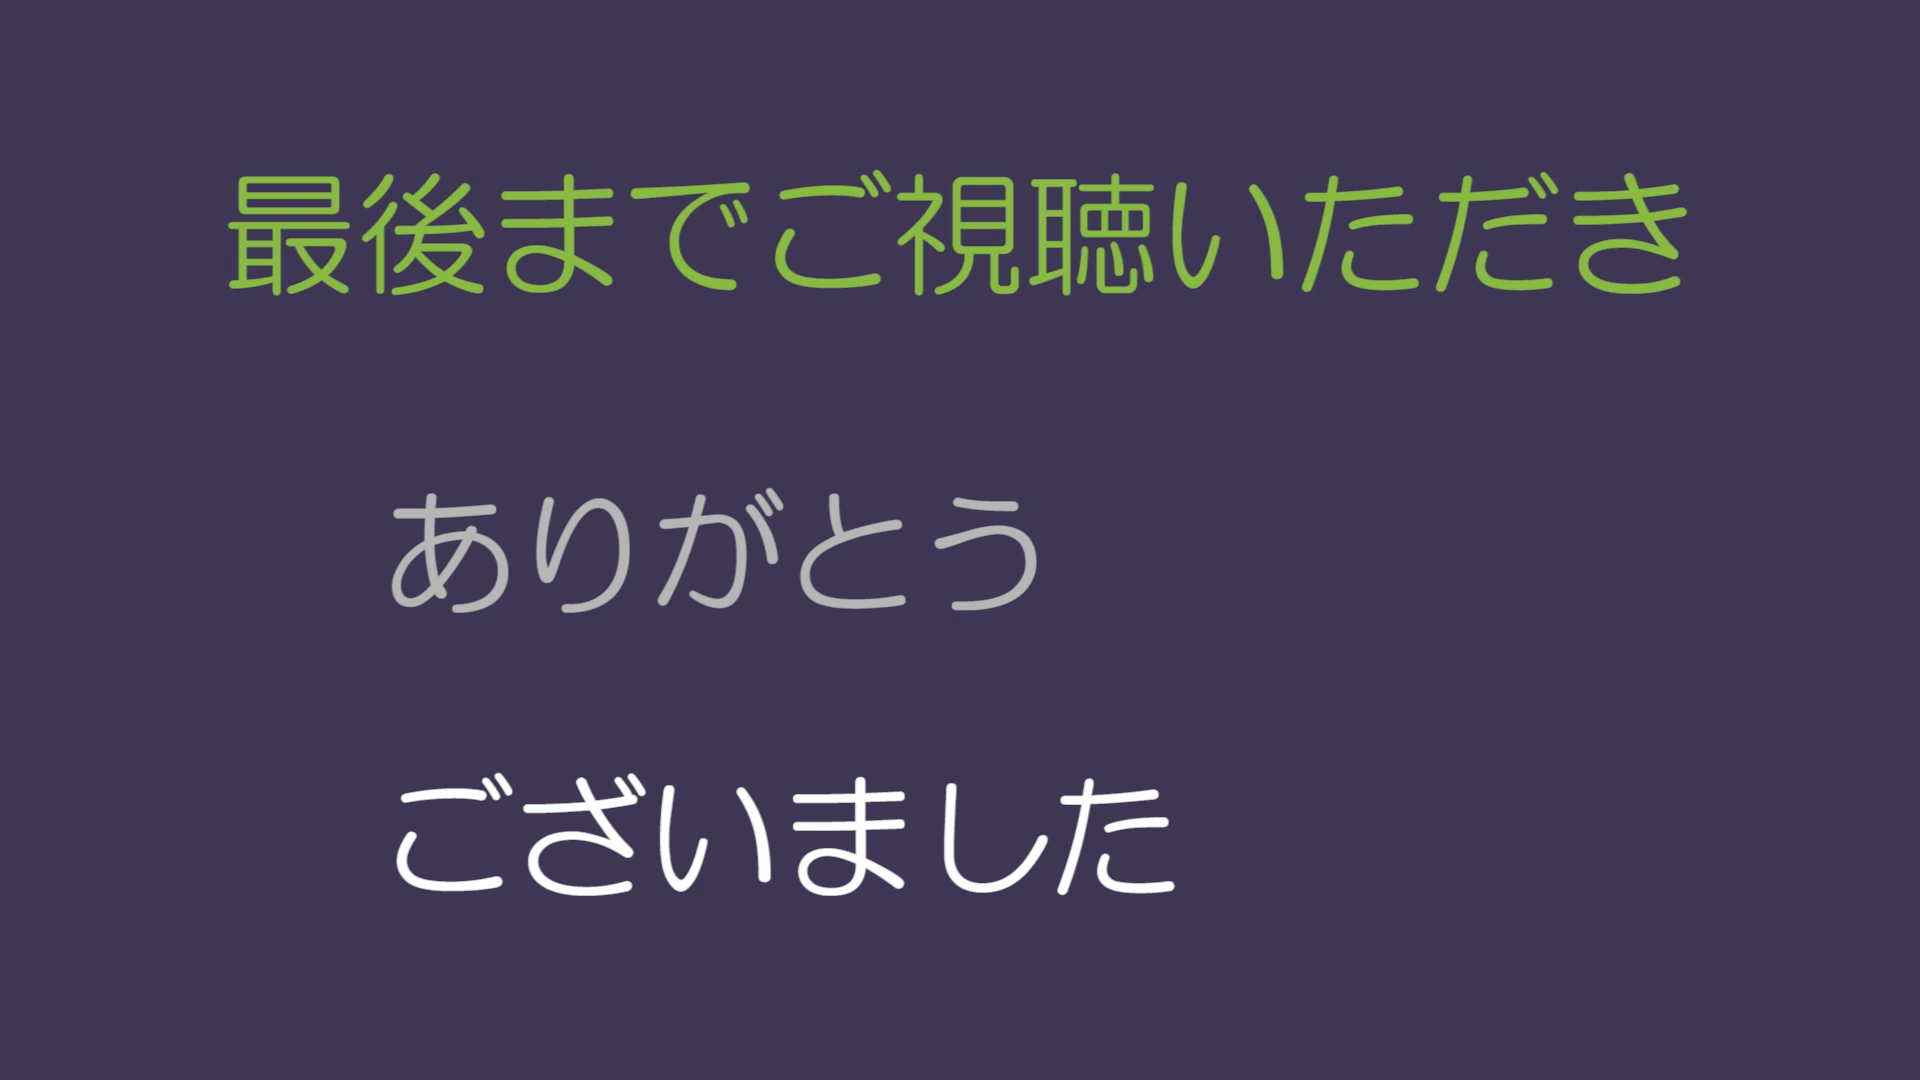 最後までご視聴いただき
ありがとう
ございました